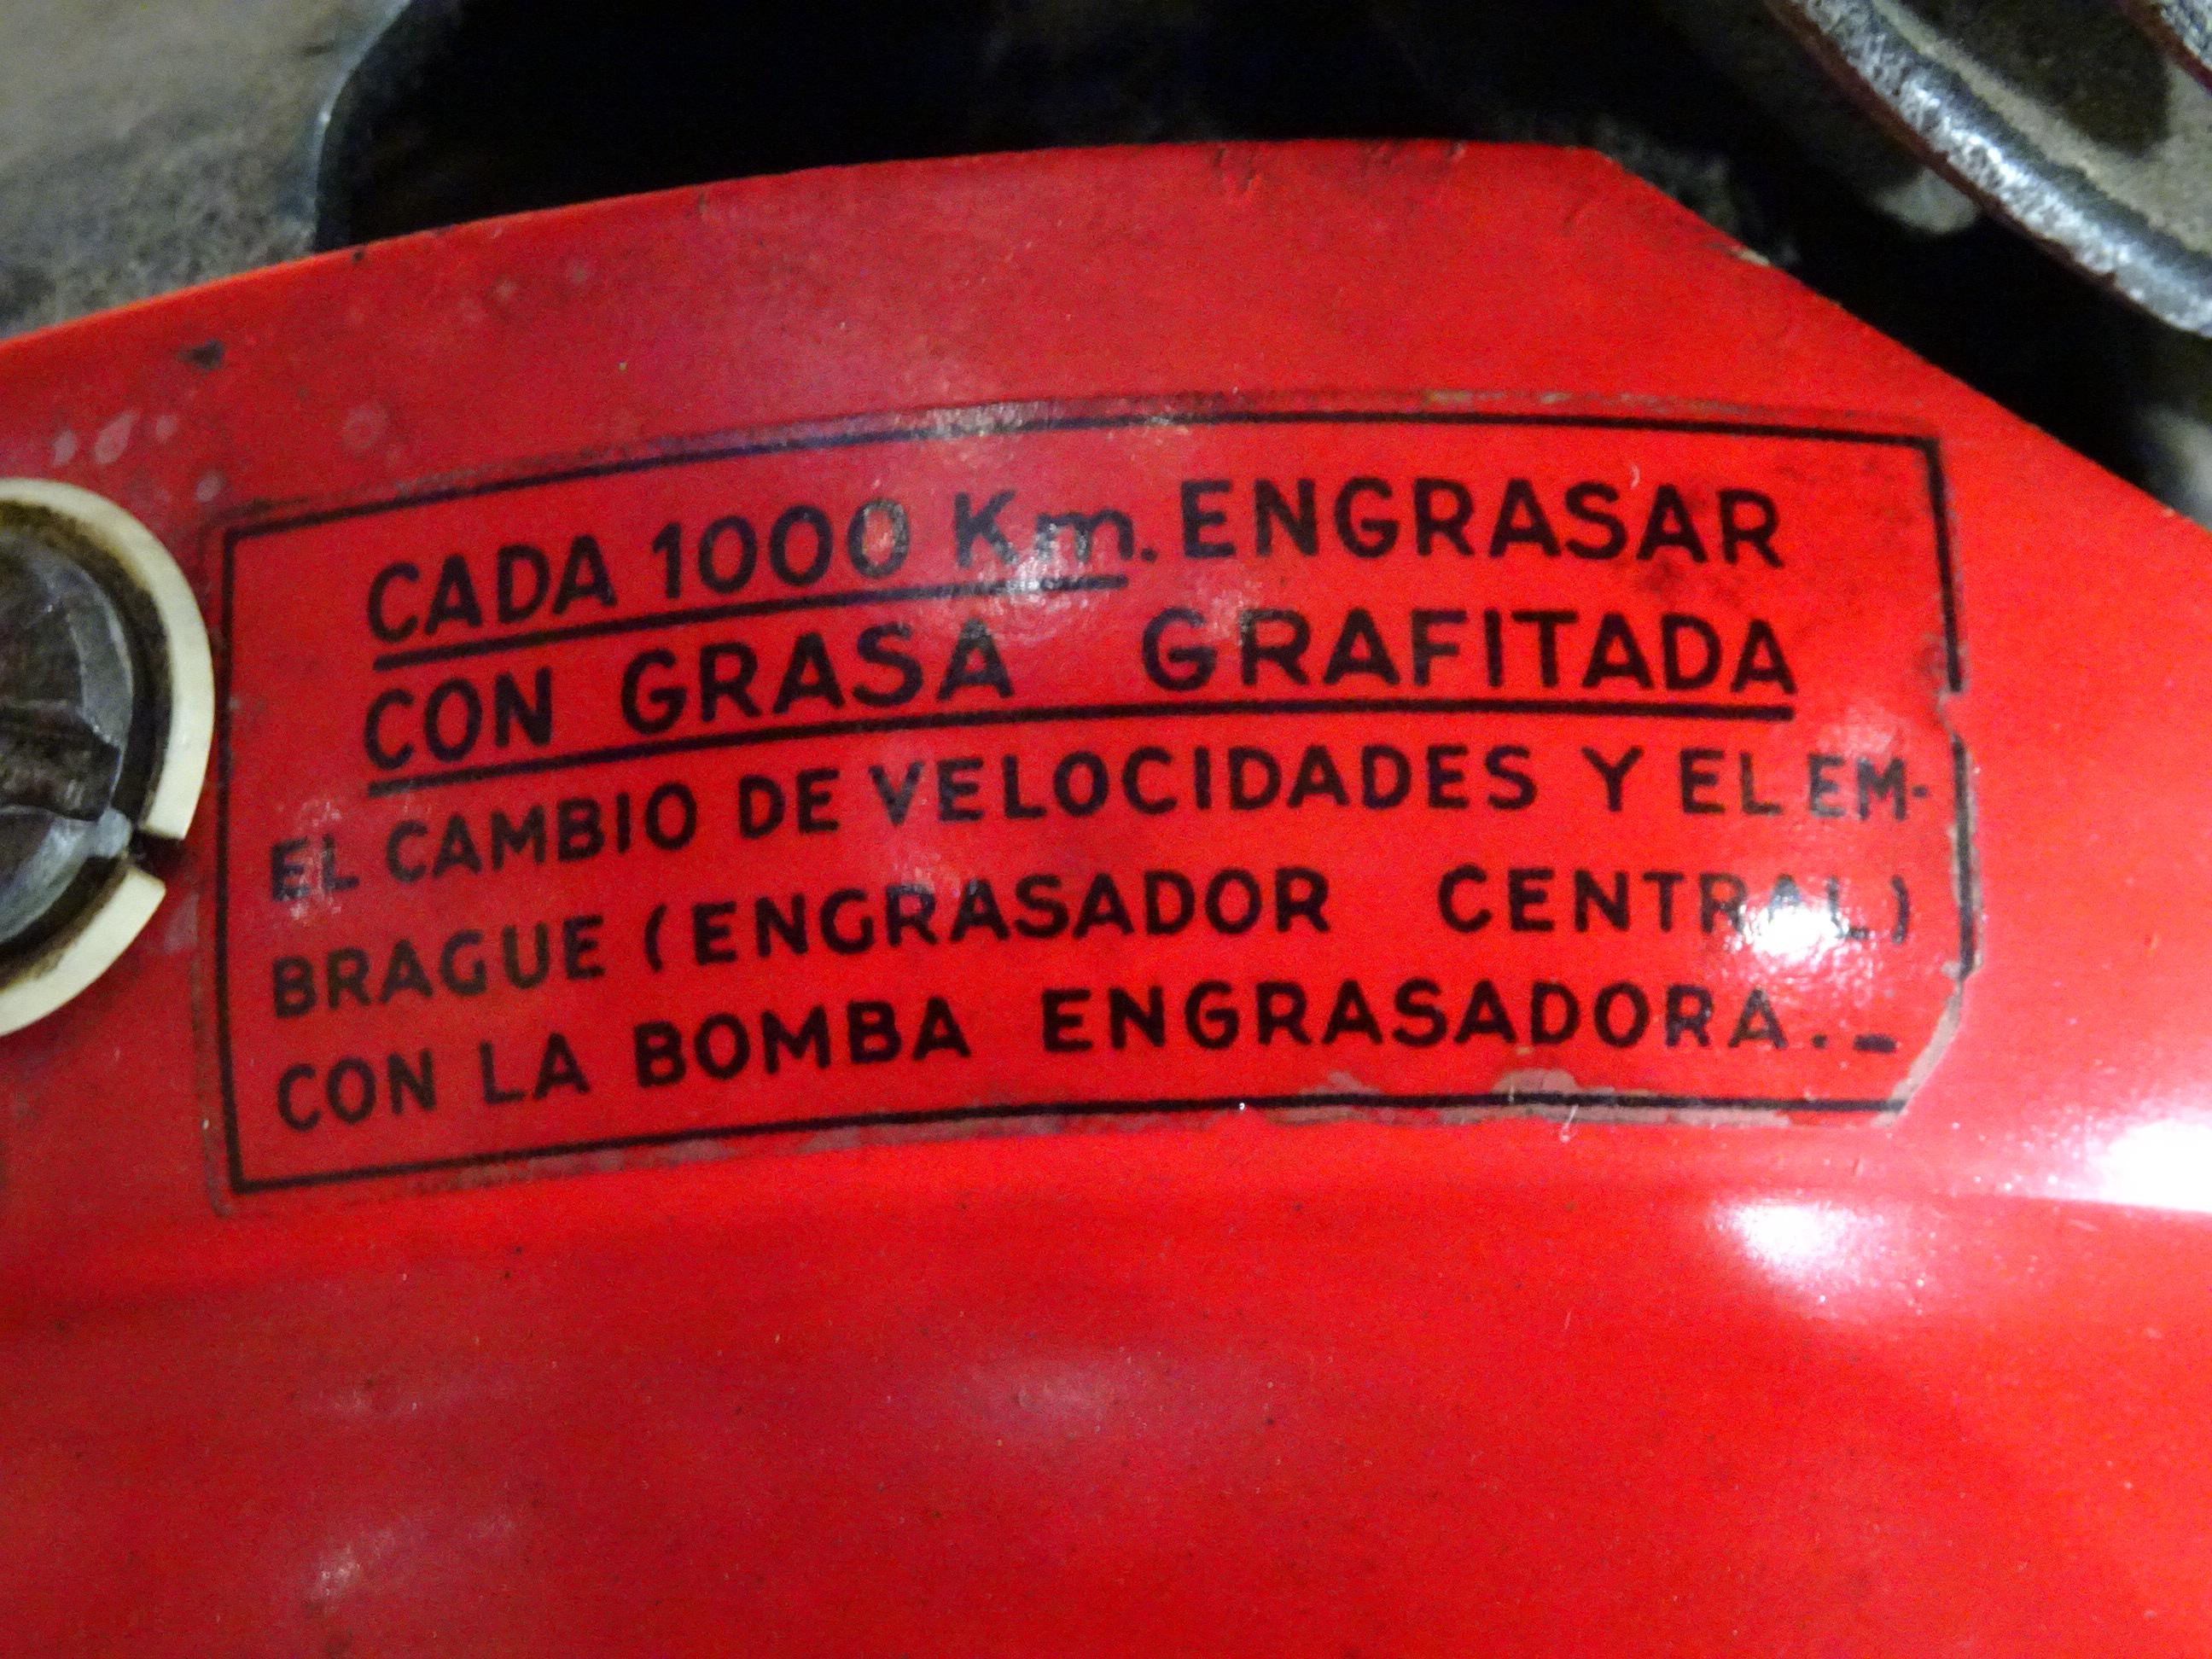 CADA 1000 Km. ENGRASAR
CON GRASA GRAFITADA
EL CAMBIO DE VELOCIDADES Y EL EM-
BRAGUE (ENGRASADOR CENTRAL)
CON LA BOMBA ENGRASADORA._